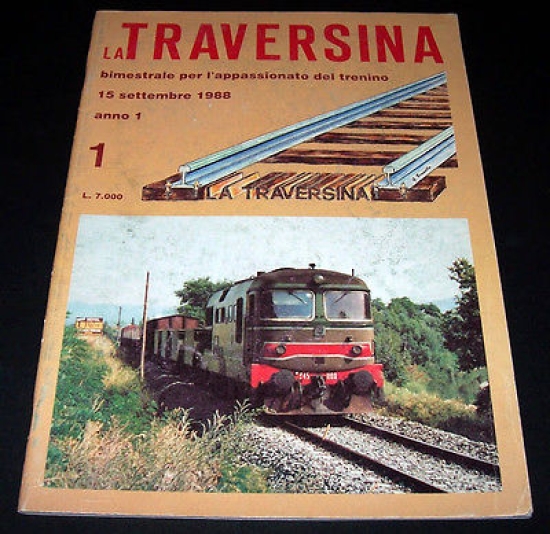 LA TRAVERSINA
bimestrale per l'appassionato del trenino
15 settembre 1988
anno 1
1
L. 7.000
LA TRAVERSINA